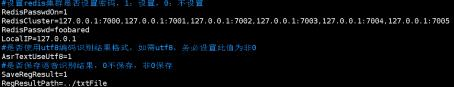 #设置redis集群是否设置密码，1：设置，0：不设置
RedisPasswdOn=1
RedisCluster=127.0.0.1:7000,127.0.0.1:7001,127.0.0.1:7002,127.0.0.1:7003,127.0.0.1:7004,127.0.0.1:7005
RedisPasswd=foobared
LocalIP=127.0.0.1
#是否使用utf8编码识别结果格式，如需utf8，务必设置此值为非0
AsrTextUseUtf8=1
#是否保存语音识别结果，0不保存，非0保存
SaveRegResult=1
RegResultPath=../txtFile